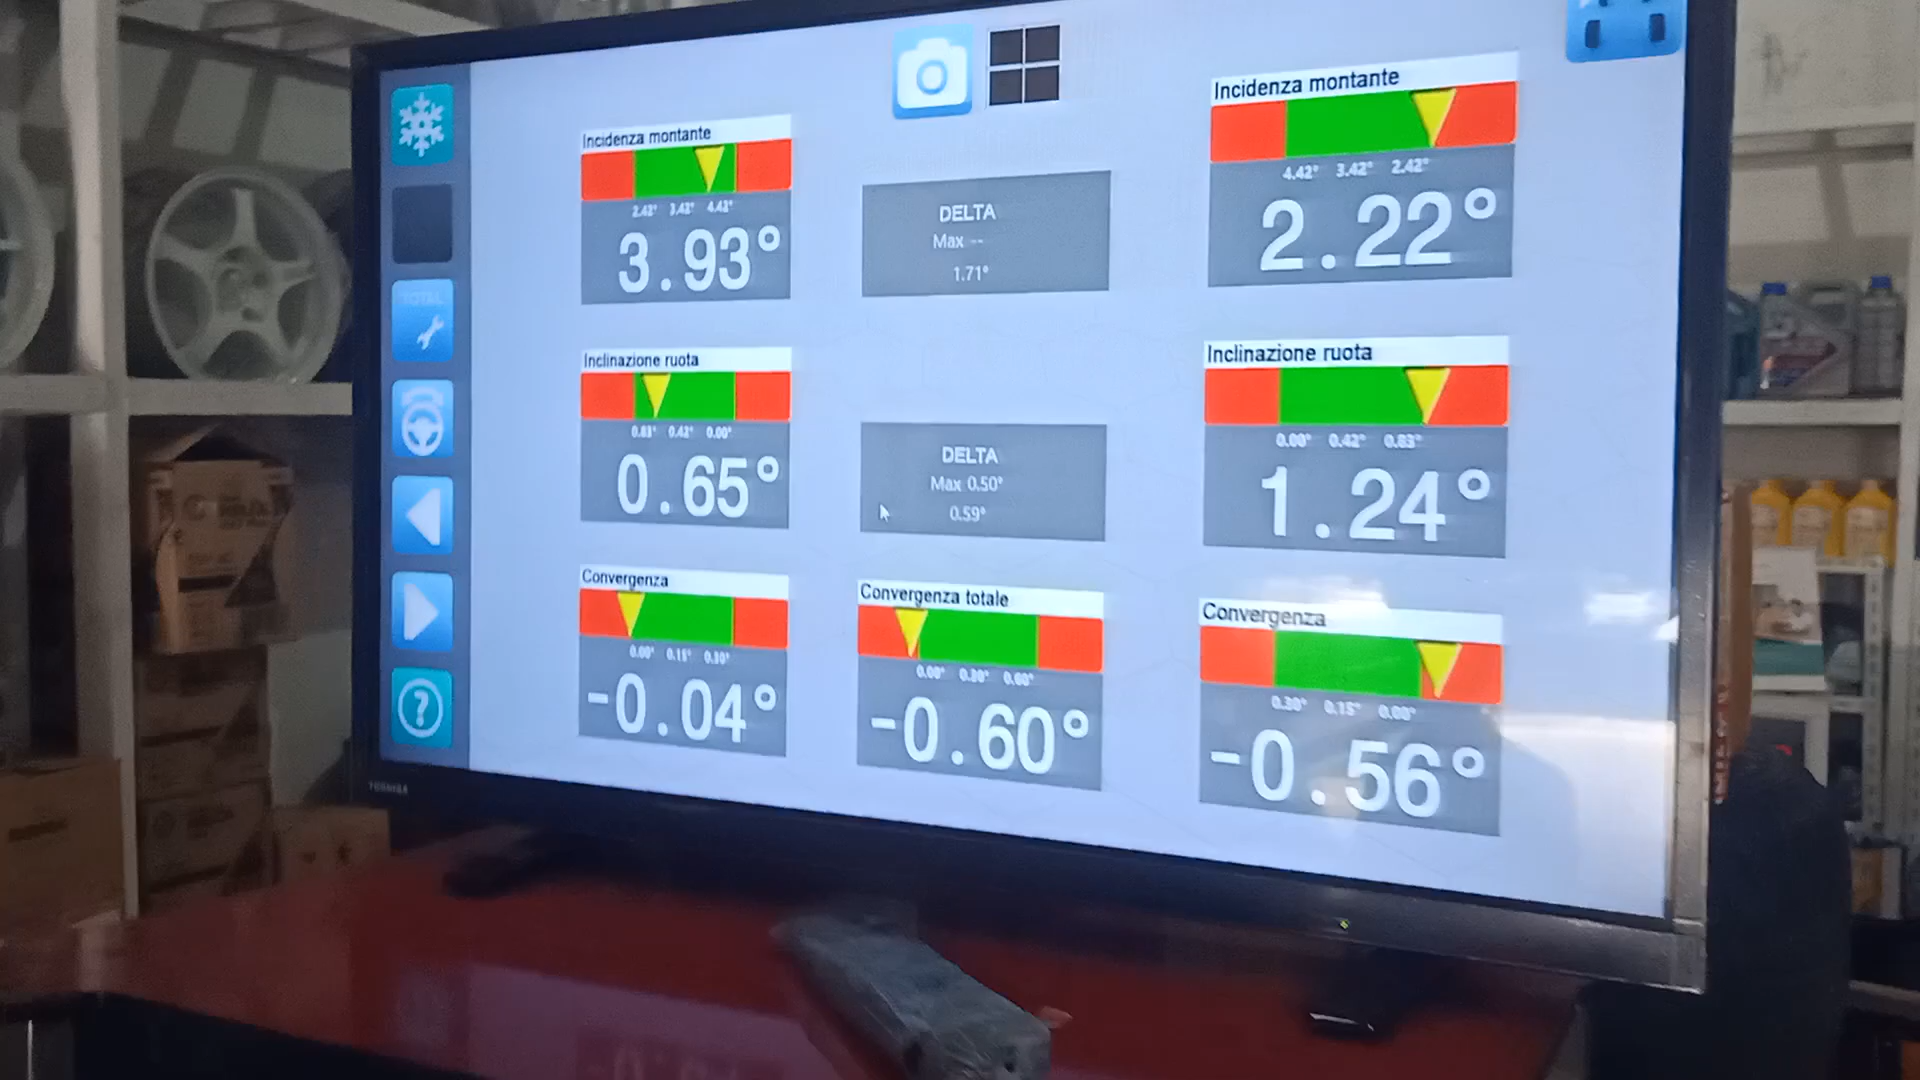 Incidenza montante
2.42° 3.42° 4.42°
3.93°
DELTA
Max --
1.71°
Incidenza montante
4.42° 3.42° 2.42°
2.22°
TOTAL
Inclinazione ruota
0.83° 0.42° 0.00°
0.65°
DELTA
Max 0.50°
0.59°
Inclinazione ruota
0.00° 0.42° 0.83°
1.24°
Convergenza
0.00° 0.15° 0.30°
-0.04°
Convergenza totale
0.00° 0.30° 0.60°
-0.60°
Convergenza
0.30° 0.15° 0.00°
-0.56°
?
TOSHIBA